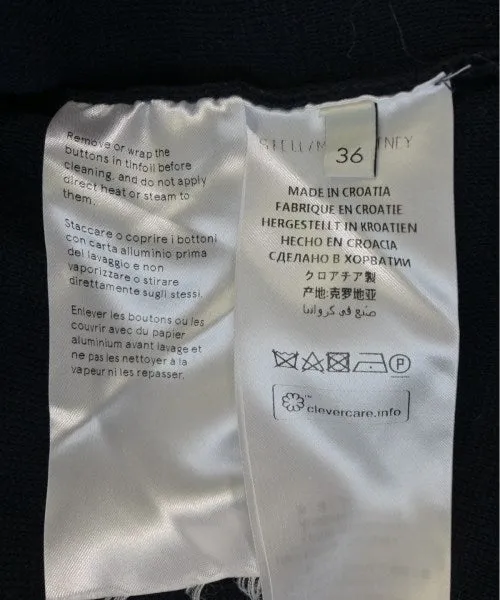 Remove or wrap the
buttons in tinfoil before
cleaning, and do not apply
direct heat or steam to
them.
Staccare o coprire i bottoni
con carta alluminio prima
del lavaggio e non
vaporizzare o stirare
direttamente sugli stessi.
Enlever les boutons ou les
couvrir avec du papier
aluminium avant lavage et
ne pas les nettoyer à la
vapeur ni les repasser.
36
MADE IN CROATIA
FABRIQUE EN CROATIE
HERGESTELLT IN KROATIEN
HECHO EN CROACIA
СДЕЛАНО В ХОРВАТИИ
クロアチア製
产地:克罗地亚
صنع في كرواتيا
P
clevercare.info